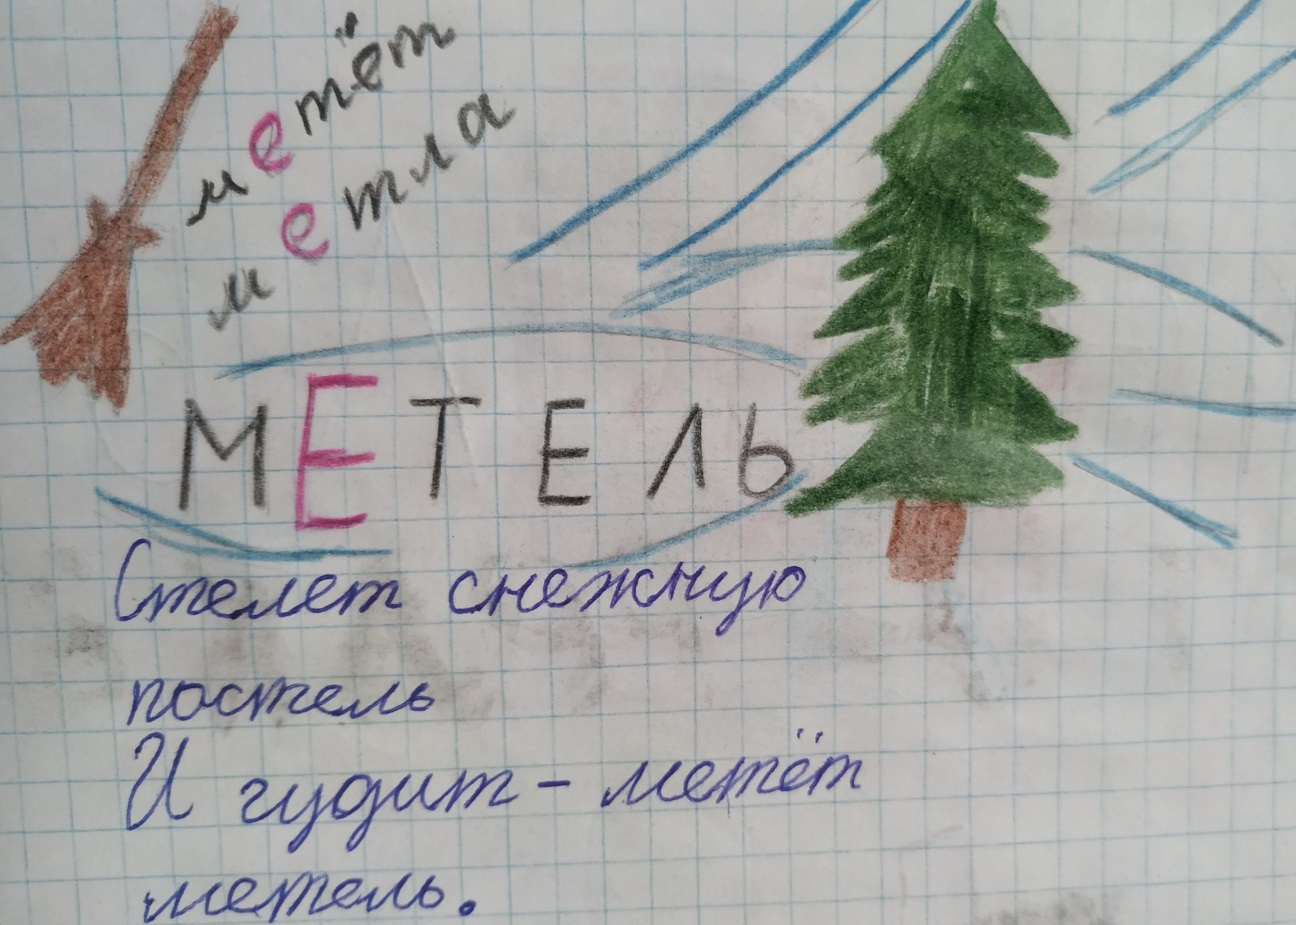 метёт
метла
МЕТЕЛЬ
Стелет снежную
постель
И гудит - метёт
метель.